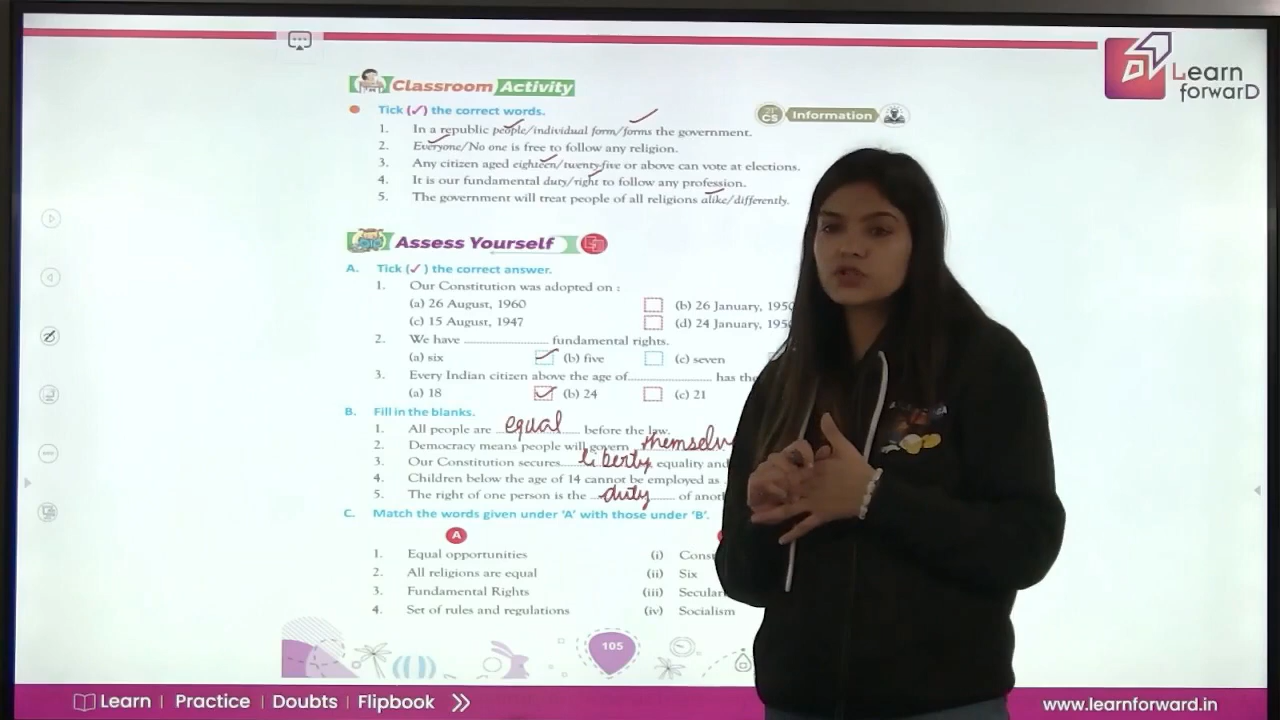 Learn
forwarD
Classroom Activity
Tick (✓) the correct words.
Information
1. In a republic people/individual form/forms the government.
2. Everyone/No one is free to follow any religion.
3. Any citizen aged eighteen/twenty-five or above can vote at elections.
4. It is our fundamental duty/right to follow any profession.
5. The government will treat people of all religions alike/differently.
Assess Yourself
A. Tick (✓) the correct answer.
1. Our Constitution was adopted on :
(a) 26 August, 1960 (b) 26 January, 1950
(c) 15 August, 1947 (d) 24 January, 195
2. We have ............ fundamental rights.
(a) six (b) five (c) seven
3. Every Indian citizen above the age of ............ has the
(a) 18 (b) 24 (c) 21
B. Fill in the blanks.
1. All people are equal before the law.
2. Democracy means people will govern themselv
3. Our Constitution secures liberty, equality and
4. Children below the age of 14 cannot be employed as
5. The right of one person is the duty of anot
C. Match the words given under 'A' with those under 'B'.
A
1. Equal opportunities (i) Cons
2. All religions are equal (ii) Six
3. Fundamental Rights (iii) Secular
4. Set of rules and regulations (iv) Socialism
105
Learn | Practice | Doubts | Flipbook
www.learnforward.in